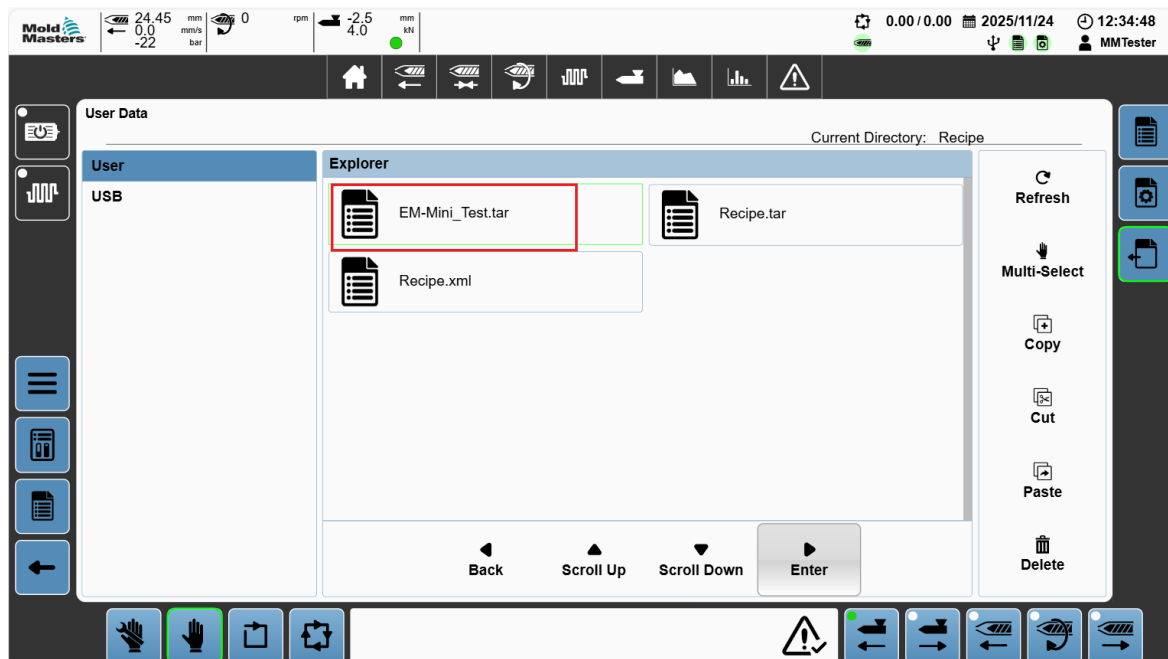 Mold
Masters
24.45 mm
0.0 mm/s
-22 bar
0 rpm
-2.5 mm
4.0 kN
0.00 / 0.00
2025/11/24
12:34:48
MMTester
User Data
Current Directory: Recipe
User
USB
Explorer
EM-Mini_Test.tar
Recipe.tar
Recipe.xml
Refresh
Multi-Select
Copy
Cut
Paste
Delete
Back
Scroll Up
Scroll Down
Enter